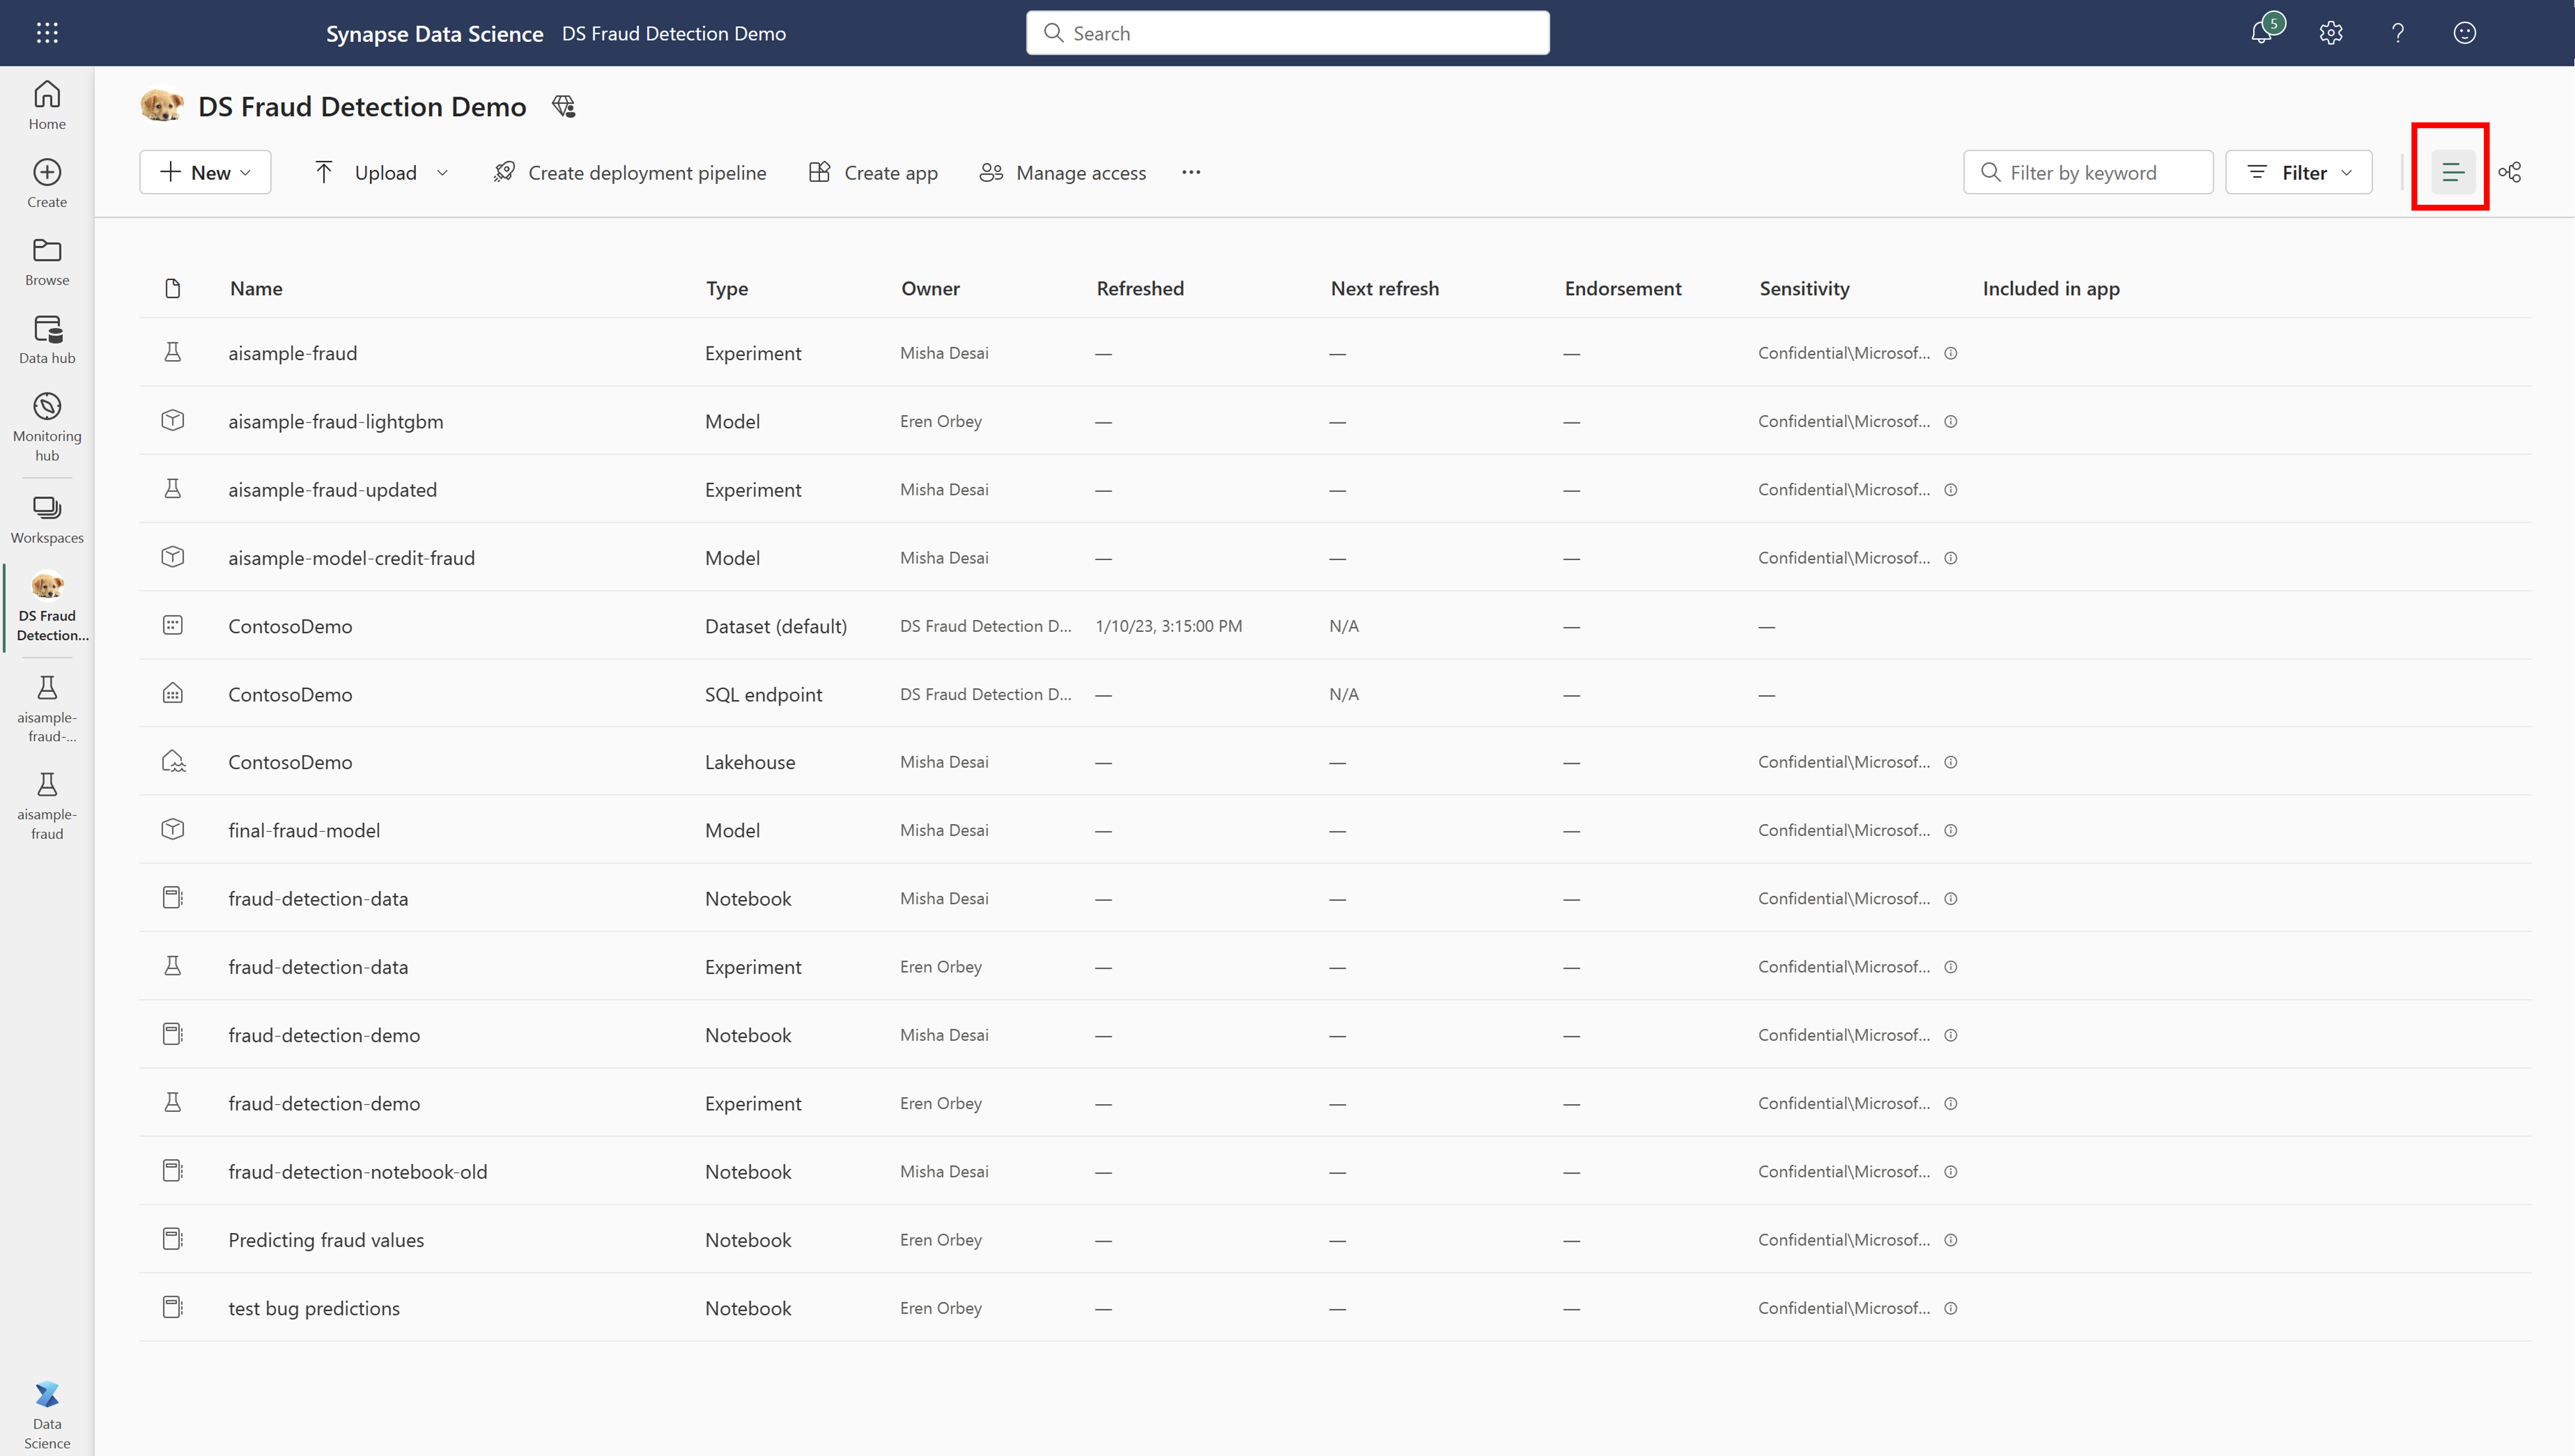 Synapse Data Science DS Fraud Detection Demo Search 5
Home
Create
Browse
Data hub
Monitoring
hub
Workspaces
DS Fraud
Detection...
aisample-
fraud-...
aisample-
fraud
Data
Science
DS Fraud Detection Demo
New Upload Create deployment pipeline Create app Manage access ... Filter by keyword Filter
Name Type Owner Refreshed Next refresh Endorsement Sensitivity Included in app
aisample-fraud Experiment Misha Desai — — — Confidential\Microsof...
aisample-fraud-lightgbm Model Eren Orbey — — — Confidential\Microsof...
aisample-fraud-updated Experiment Misha Desai — — — Confidential\Microsof...
aisample-model-credit-fraud Model Misha Desai — — — Confidential\Microsof...
ContosoDemo Dataset (default) DS Fraud Detection D... 1/10/23, 3:15:00 PM N/A — —
ContosoDemo SQL endpoint DS Fraud Detection D... — N/A — —
ContosoDemo Lakehouse Misha Desai — — — Confidential\Microsof...
final-fraud-model Model Misha Desai — — — Confidential\Microsof...
fraud-detection-data Notebook Misha Desai — — — Confidential\Microsof...
fraud-detection-data Experiment Eren Orbey — — — Confidential\Microsof...
fraud-detection-demo Notebook Misha Desai — — — Confidential\Microsof...
fraud-detection-demo Experiment Eren Orbey — — — Confidential\Microsof...
fraud-detection-notebook-old Notebook Misha Desai — — — Confidential\Microsof...
Predicting fraud values Notebook Eren Orbey — — — Confidential\Microsof...
test bug predictions Notebook Eren Orbey — — — Confidential\Microsof...